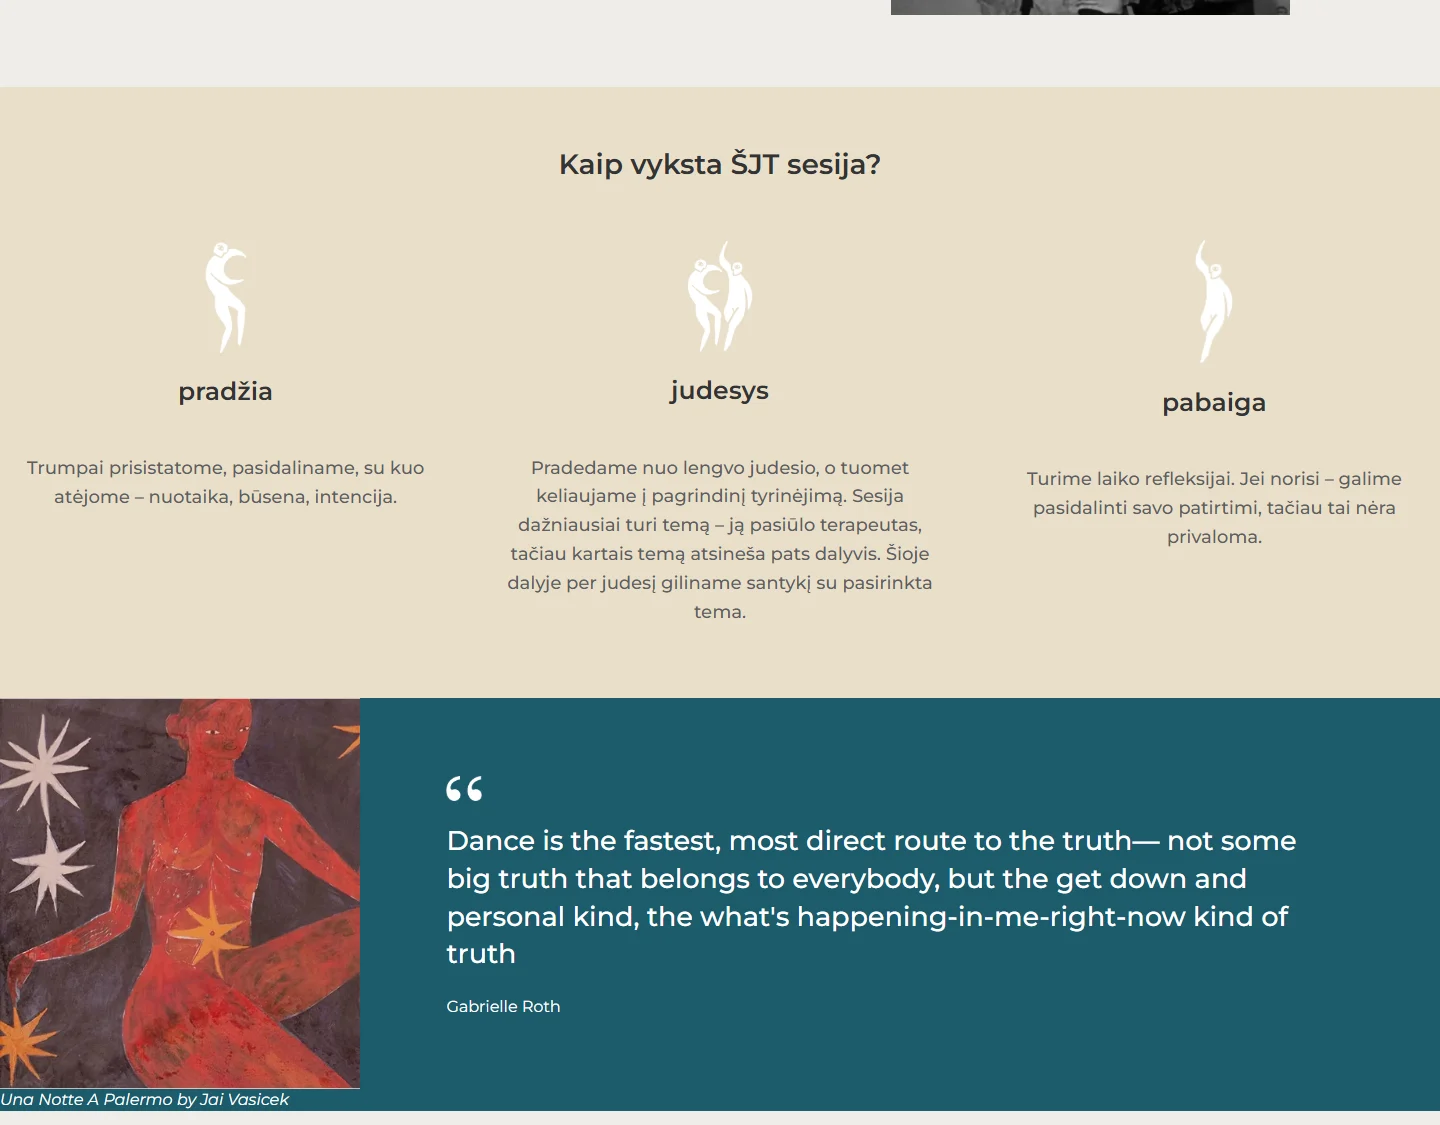 Kaip vyksta ŠJT sesija?
pradžia
Trumpai prisistatome, pasidaliname, su kuo
atėjome – nuotaika, būsena, intencija.
judesys
Pradedame nuo lengvo judesio, o tuomet
keliaujame į pagrindinį tyrinėjimą. Sesija
dažniausiai turi temą – ją pasiūlo terapeutas,
tačiau kartais temą atsineša pats dalyvis. Šioje
dalyje per judesį giliname santykį su pasirinkta
tema.
pabaiga
Turime laiko refleksijai. Jei norisi – galime
pasidalinti savo patirtimi, tačiau tai nėra
privaloma.
“
Dance is the fastest, most direct route to the truth— not some
big truth that belongs to everybody, but the get down and
personal kind, the what's happening-in-me-right-now kind of
truth
Gabrielle Roth
Una Notte A Palermo by Jai Vasicek